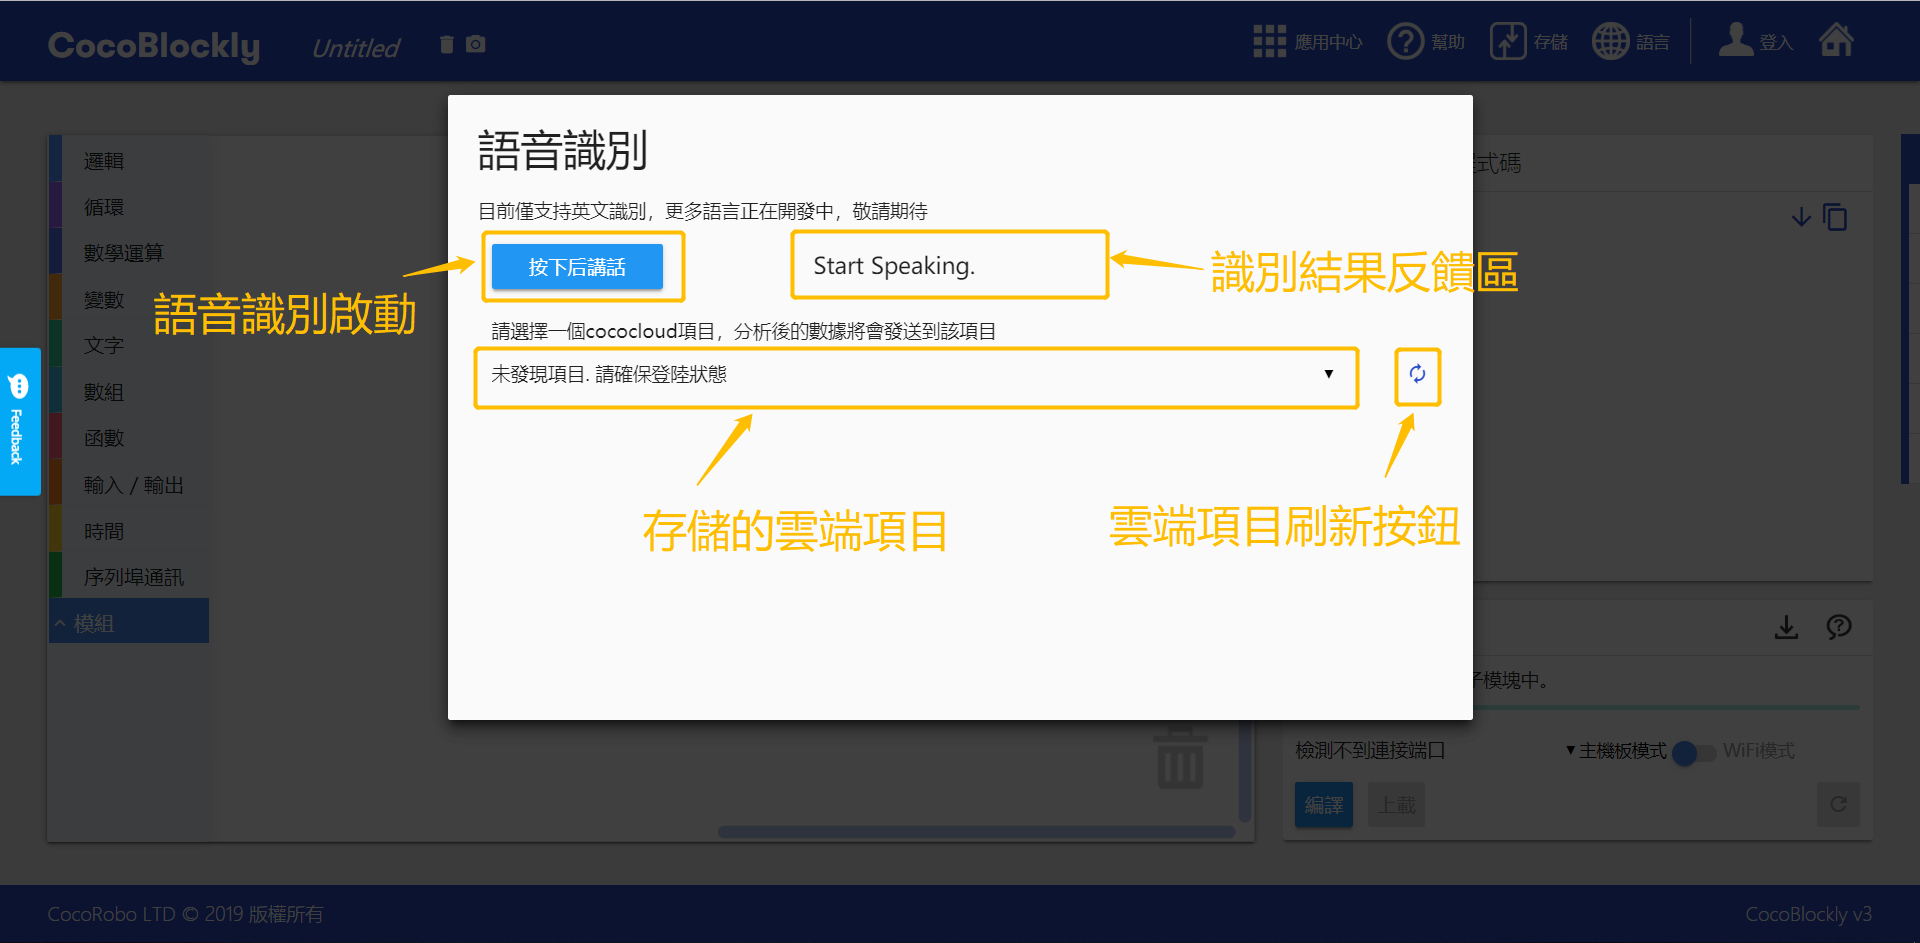 CocoBlockly
Untitled
應用中心
幫助
存儲
語言
登入
邏輯
循環
數學運算
變數
文字
數組
函數
輸入 / 輸出
時間
序列埠通訊
模組
Feedback
語音識別
目前僅支持英文識別，更多語言正在開發中，敬請期待
按下后講話
Start Speaking.
語音識別啟動
識別結果反饋區
請選擇一個cococloud項目，分析後的數據將會發送到該項目
未發現項目. 請確保登陸狀態
存儲的雲端項目
雲端項目刷新按鈕
式碼
子模塊中。
檢測不到連接端口
主機板模式
WiFi模式
編譯
上載
CocoRobo LTD © 2019 版權所有
CocoBlockly v3